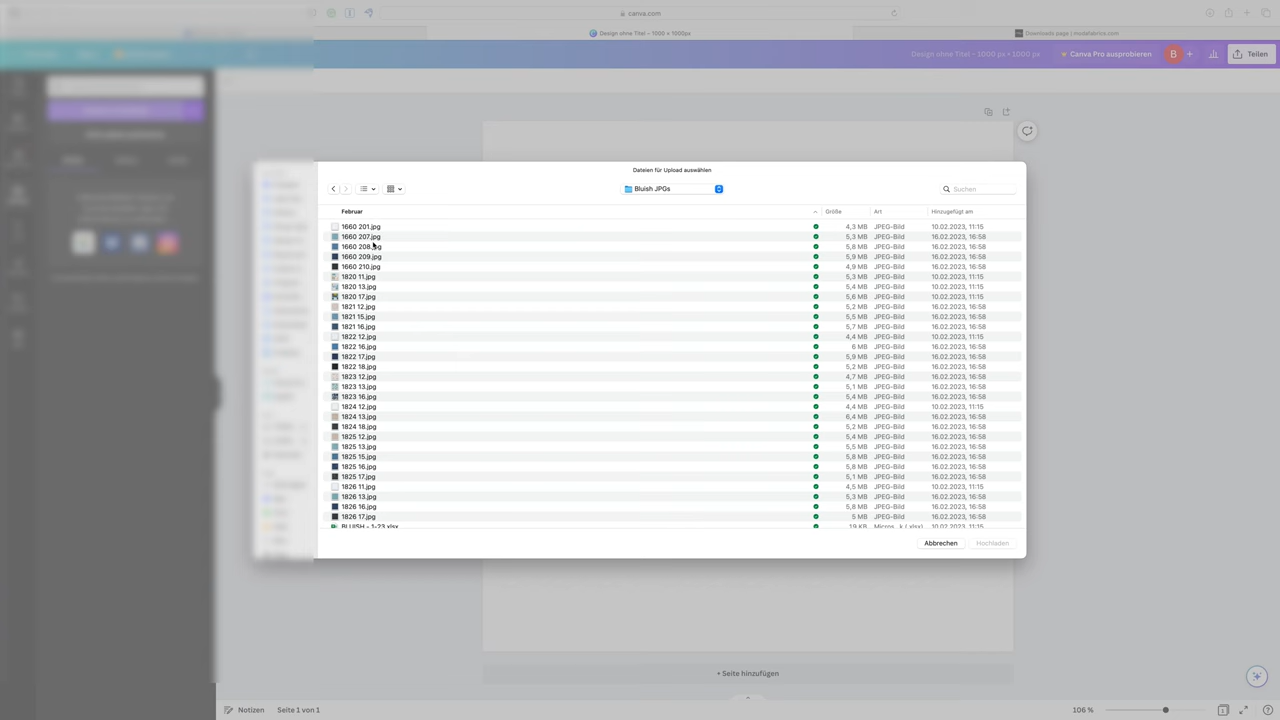 canva.com
Design ohne Titel – 1000 × 1000px
Downloads page | modafabrics.com
Design ohne Titel - 1000 px × 1000 px
Canva Pro ausprobieren
B
Teilen
Dateien für Upload auswählen
Bluish JPGs
Suchen
Februar Größe Art Hinzugefügt am
1660 201.jpg 4,3 MB JPEG-Bild 10.02.2023, 11:15
1660 207.jpg 5,3 MB JPEG-Bild 16.02.2023, 16:58
1660 208.jpg 5,8 MB JPEG-Bild 16.02.2023, 16:58
1660 209.jpg 5,9 MB JPEG-Bild 16.02.2023, 16:58
1660 210.jpg 4,9 MB JPEG-Bild 16.02.2023, 16:58
1820 11.jpg 5,3 MB JPEG-Bild 10.02.2023, 11:15
1820 13.jpg 5,4 MB JPEG-Bild 10.02.2023, 11:15
1820 17.jpg 5,6 MB JPEG-Bild 10.02.2023, 11:15
1821 12.jpg 5,2 MB JPEG-Bild 16.02.2023, 16:58
1821 15.jpg 5,5 MB JPEG-Bild 16.02.2023, 16:58
1821 16.jpg 5,7 MB JPEG-Bild 16.02.2023, 16:58
1822 12.jpg 4,4 MB JPEG-Bild 10.02.2023, 11:15
1822 16.jpg 6 MB JPEG-Bild 16.02.2023, 16:58
1822 17.jpg 5,9 MB JPEG-Bild 16.02.2023, 16:58
1822 18.jpg 5,2 MB JPEG-Bild 16.02.2023, 16:58
1823 12.jpg 4,7 MB JPEG-Bild 16.02.2023, 16:58
1823 13.jpg 5,1 MB JPEG-Bild 16.02.2023, 16:58
1823 16.jpg 5,4 MB JPEG-Bild 16.02.2023, 16:58
1824 12.jpg 4,4 MB JPEG-Bild 10.02.2023, 11:15
1824 13.jpg 6,4 MB JPEG-Bild 16.02.2023, 16:58
1824 18.jpg 5,2 MB JPEG-Bild 16.02.2023, 16:58
1825 12.jpg 5,4 MB JPEG-Bild 16.02.2023, 16:58
1825 13.jpg 5,5 MB JPEG-Bild 16.02.2023, 16:58
1825 15.jpg 5,8 MB JPEG-Bild 16.02.2023, 16:58
1825 16.jpg 5,8 MB JPEG-Bild 16.02.2023, 16:58
1825 17.jpg 5,1 MB JPEG-Bild 16.02.2023, 16:58
1826 11.jpg 4,5 MB JPEG-Bild 10.02.2023, 11:15
1826 13.jpg 5,3 MB JPEG-Bild 16.02.2023, 16:58
1826 16.jpg 5,8 MB JPEG-Bild 16.02.2023, 16:58
1826 17.jpg 5 MB JPEG-Bild 16.02.2023, 16:58
BLUISH - 1-23.xlsx 19 KB Micros...k (.xlsx) 10.02.2023, 11:15
Abbrechen Hochladen
+ Seite hinzufügen
Notizen Seite 1 von 1 106 %